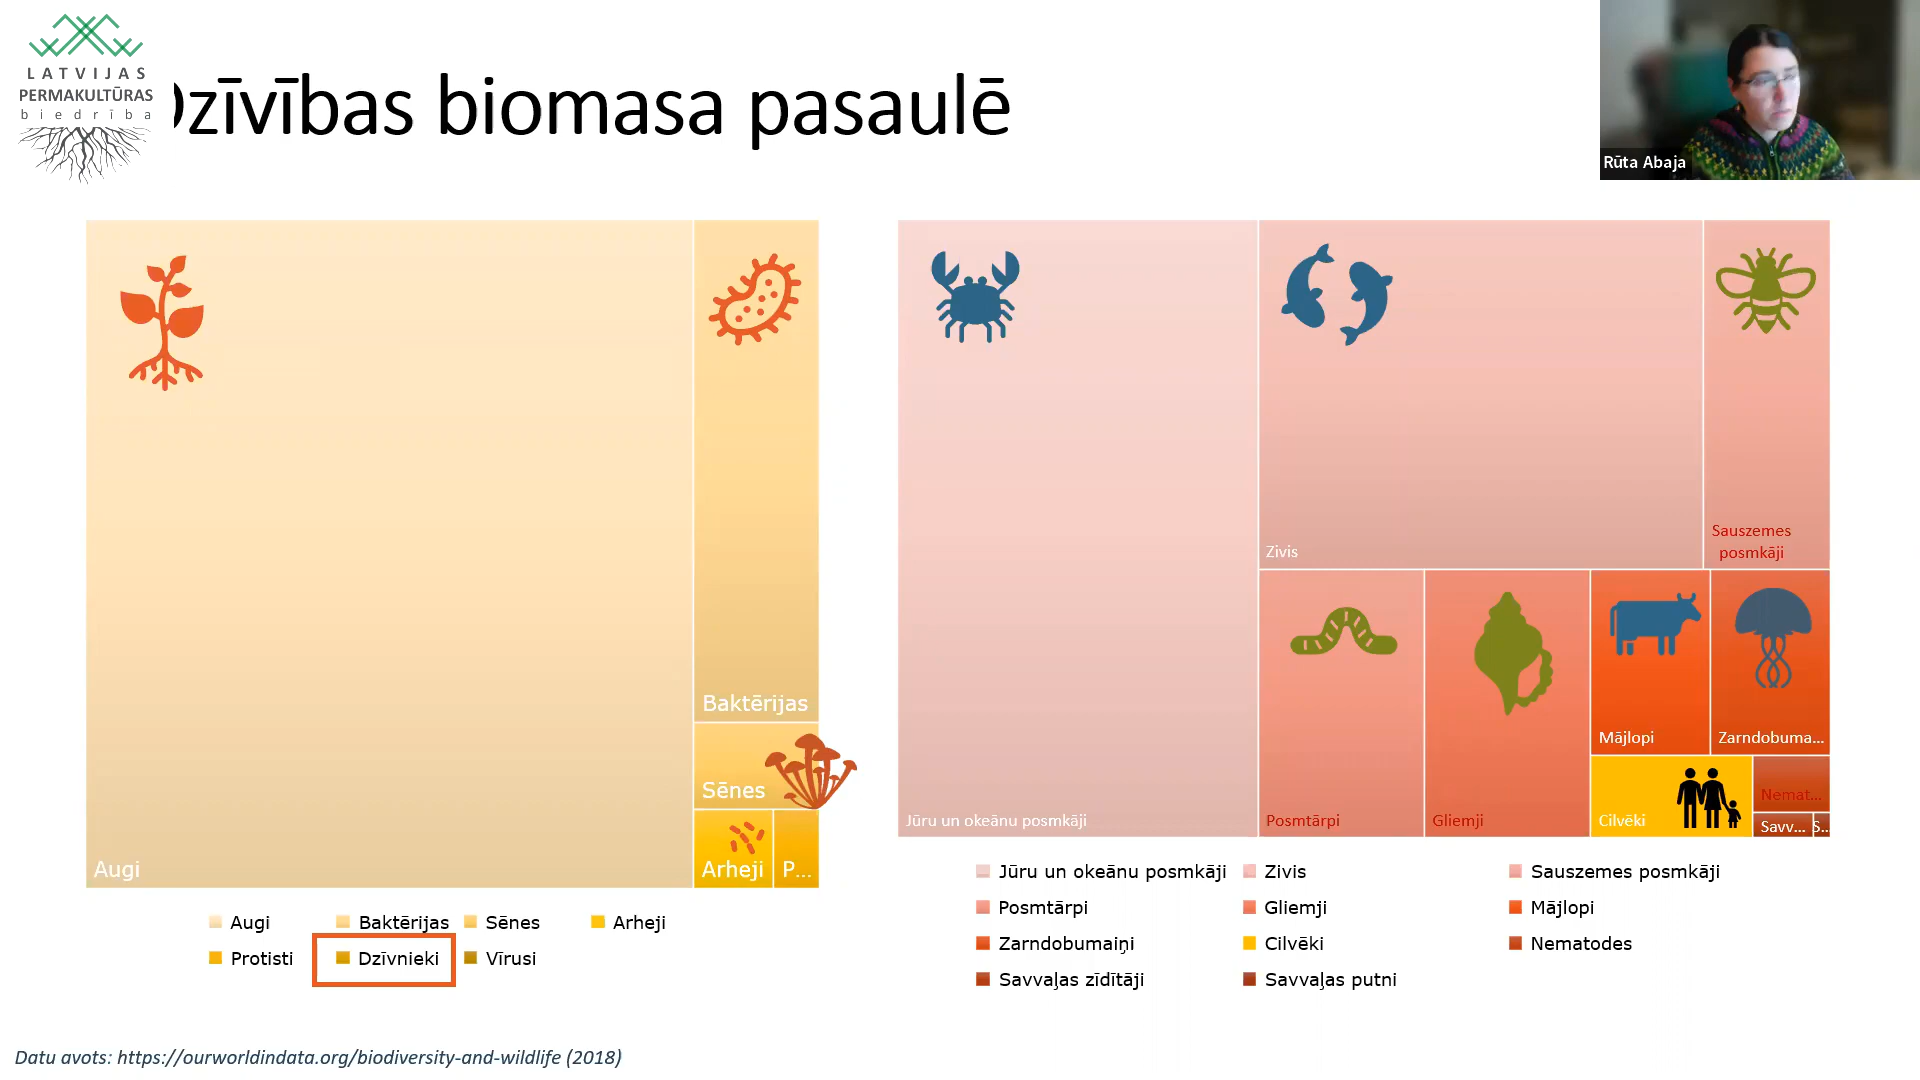 LATVIJAS
PERMAKULTŪRAS
biedrība
Dzīvības biomasa pasaulē
Rūta Abaja
Augi
Baktērijas
Sēnes
Arheji
P...
Augi
Baktērijas
Sēnes
Arheji
Protisti
Dzīvnieki
Vīrusi
Jūru un okeānu posmkāji
Zivis
Sauszemes
posmkāji
Posmtārpi
Gliemji
Mājlopi
Zarndobuma...
Cilvēki
Nemat...
Savv...
S...
Jūru un okeānu posmkāji
Zivis
Sauszemes posmkāji
Posmtārpi
Gliemji
Mājlopi
Zarndobumaiņi
Cilvēki
Nematodes
Savvaļas zīdītāji
Savvaļas putni
Datu avots: https://ourworldindata.org/biodiversity-and-wildlife (2018)